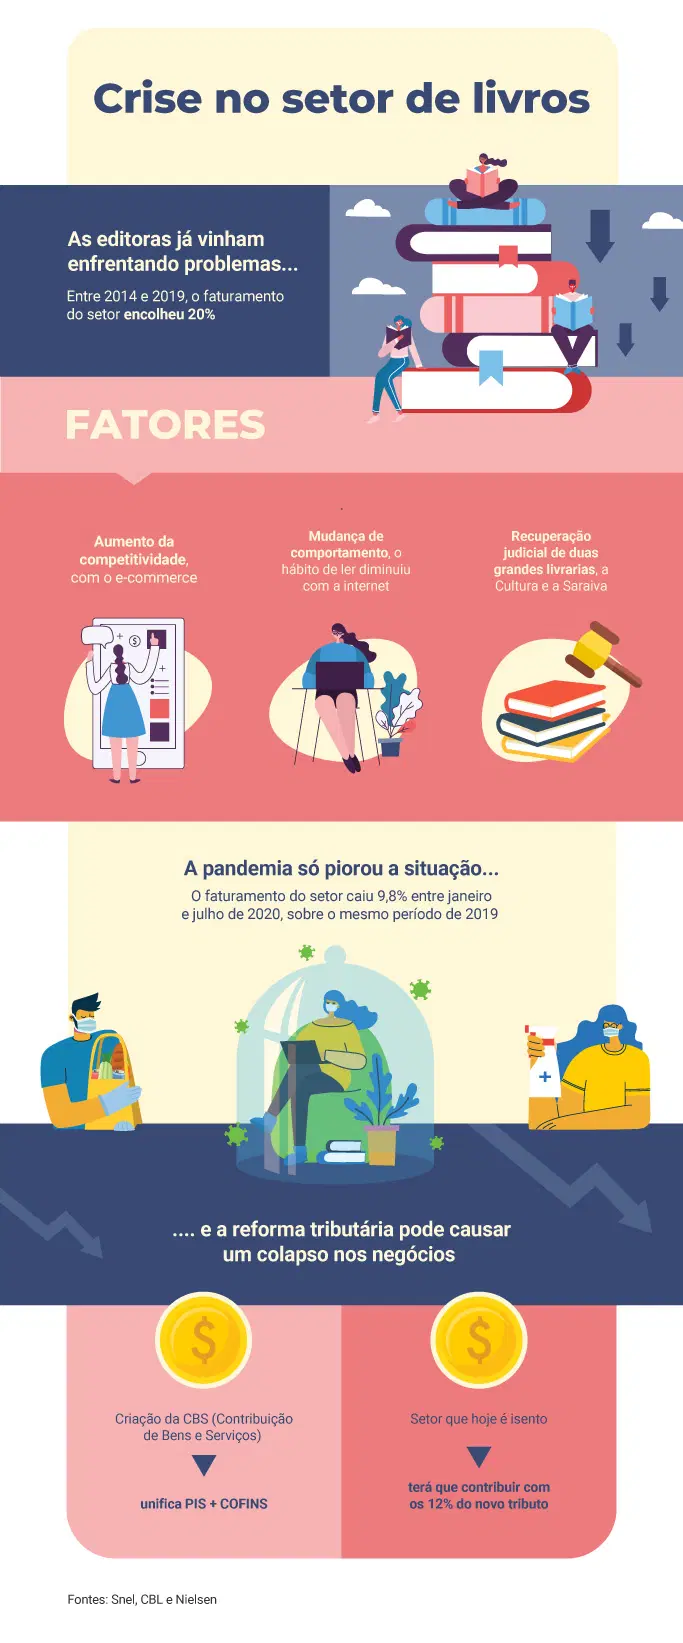 Crise no setor de livros
As editoras já vinham
enfrentando problemas...
Entre 2014 e 2019, o faturamento
do setor encolheu 20%
FATORES
Aumento da
competitividade,
com o e-commerce
Mudança de
comportamento, o
hábito de ler diminuiu
com a internet
Recuperação
judicial de duas
grandes livrarias, a
Cultura e a Saraiva
$
A pandemia só piorou a situação...
O faturamento do setor caiu 9,8% entre janeiro
e julho de 2020, sobre o mesmo período de 2019
.... e a reforma tributária pode causar
um colapso nos negócios
$
Criação da CBS (Contribuição
de Bens e Serviços)
unifica PIS + COFINS
$
Setor que hoje é isento
terá que contribuir com
os 12% do novo tributo
Fontes: Snel, CBL e Nielsen